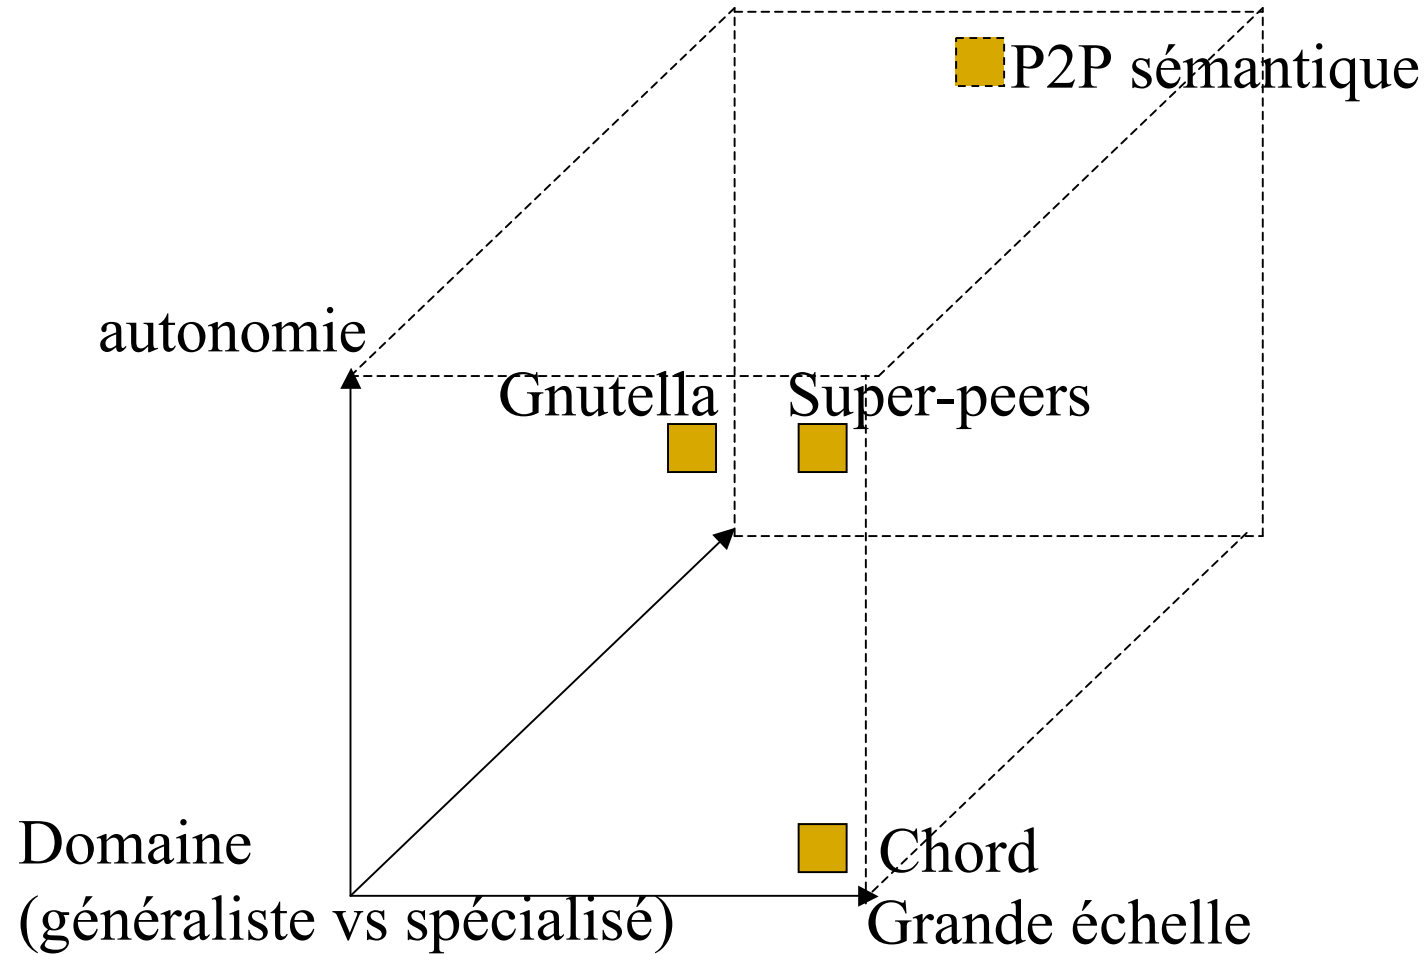 P2P sémantique
autonomie
Gnutella
Super-peers
Domaine
(généraliste vs spécialisé)
Chord
Grande échelle